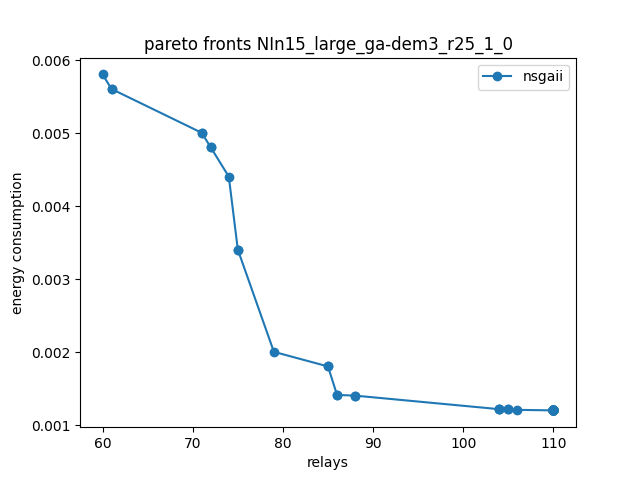 pareto fronts NIn15_large_ga-dem3_r25_1_0
nsgaii
energy consumption
0.006
0.005
0.004
0.003
0.002
0.001
60 70 80 90 100 110
relays